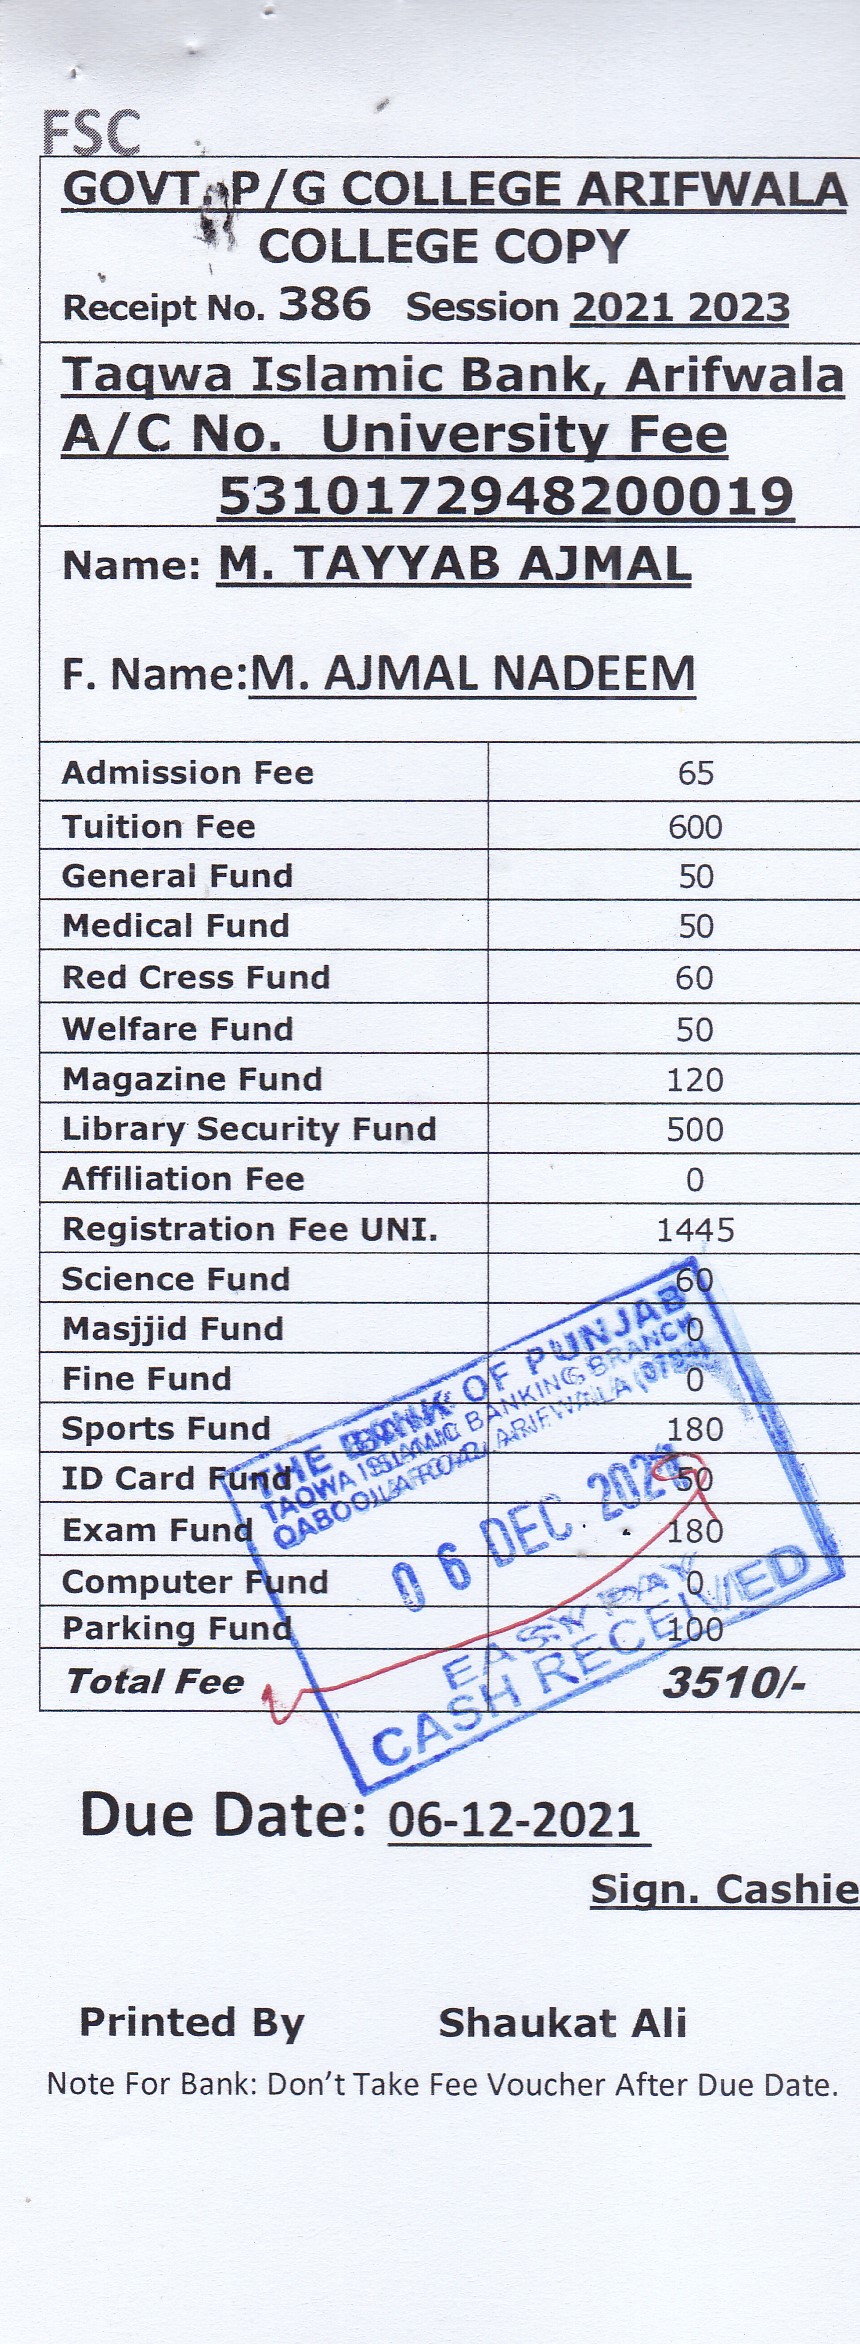 FSC
GOVT. P/G COLLEGE ARIFWALA
COLLEGE COPY
Receipt No. 386 Session 2021 2023
Taqwa Islamic Bank, Arifwala
A/C No. University Fee
5310172948200019
Name: M. TAYYAB AJMAL
F. Name:M. AJMAL NADEEM
Admission Fee 65
Tuition Fee 600
General Fund 50
Medical Fund 50
Red Cress Fund 60
Welfare Fund 50
Magazine Fund 120
Library Security Fund 500
Affiliation Fee 0
Registration Fee UNI. 1445
Science Fund 60
Masjjid Fund 0
Fine Fund 0
Sports Fund 180
ID Card Fund 50
Exam Fund 180
Computer Fund 0
Parking Fund 100
Total Fee 3510/-
THE BANK OF PUNJAB
TAQWA ISLAMIC BANKING BRANCH
QABOOLA ROAD, ARIFWALA
06 DEC 2021
EASY PAY
CASH RECEIVED
Due Date: 06-12-2021
Sign. Cashie
Printed By Shaukat Ali
Note For Bank: Don't Take Fee Voucher After Due Date.